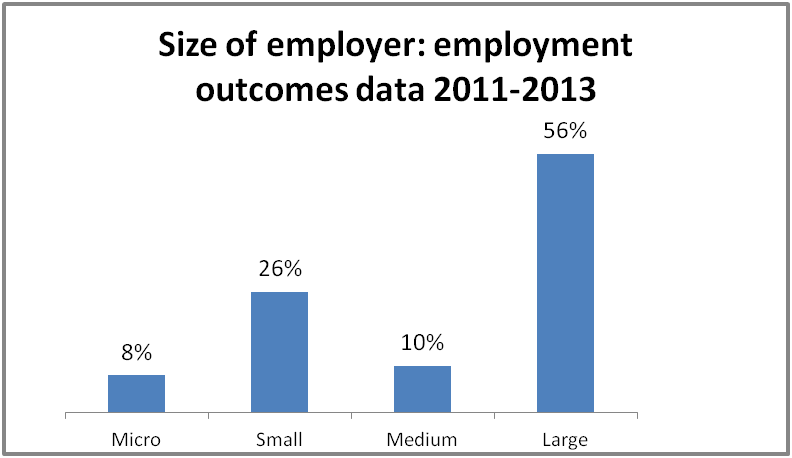 Size of employer: employment
outcomes data 2011-2013
56%
26%
10%
8%
Micro
Small
Medium
Large